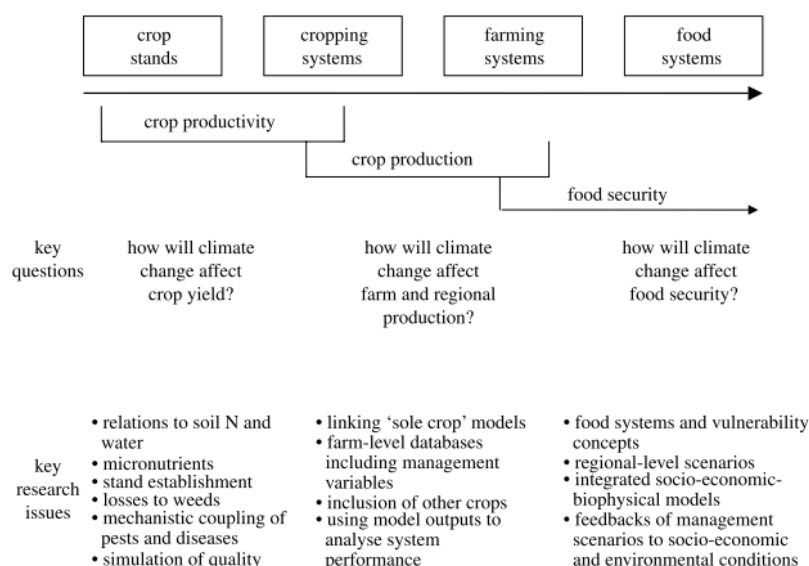 crop stands
cropping systems
farming systems
food systems
crop productivity
crop production
food security
key
questions
how will climate
change affect
crop yield?
how will climate
change affect
farm and regional
production?
how will climate
change affect
food security?
key
research
issues
• relations to soil N and
water
• micronutrients
• stand establishment
• losses to weeds
• mechanistic coupling of
pests and diseases
• simulation of quality
• linking ‘sole crop’ models
• farm-level databases
including management
variables
• inclusion of other crops
• using model outputs to
analyse system
performance
• food systems and vulnerability
concepts
• regional-level scenarios
• integrated socio-economic-
biophysical models
• feedbacks of management
scenarios to socio-economic
and environmental conditions